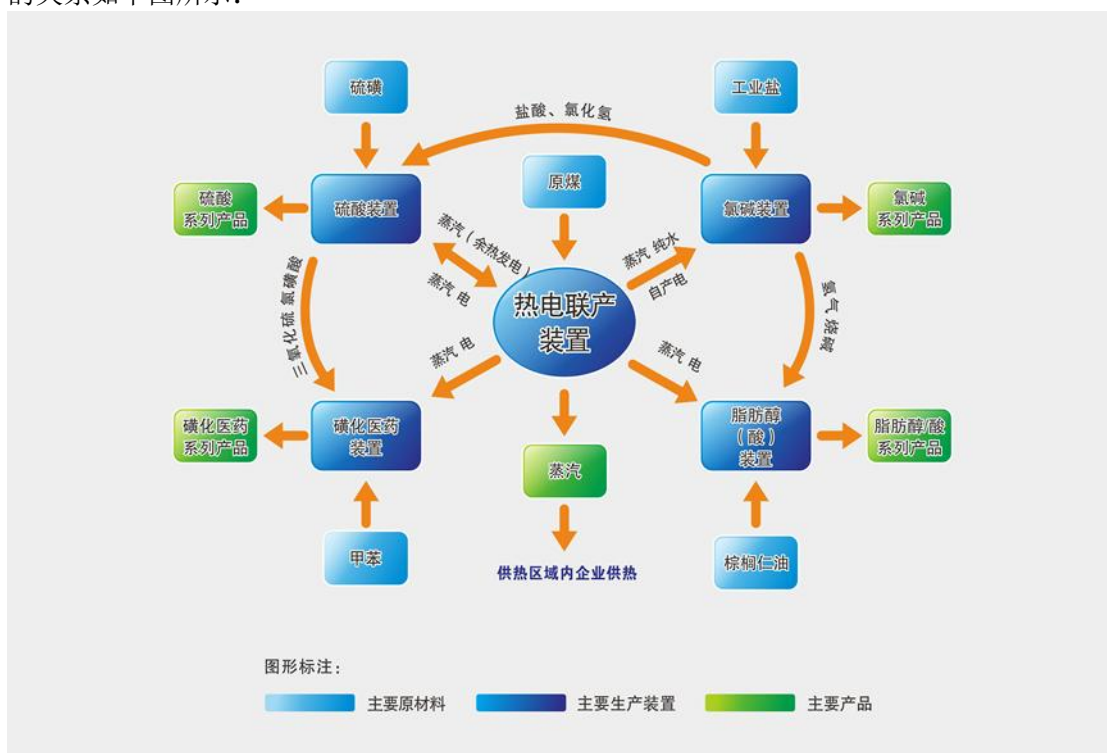 硫磺
工业盐
盐酸、氯化氢
原煤
硫酸
系列产品
硫酸装置
氯碱装置
氯碱
系列产品
蒸汽（余热发电）
蒸汽 电
蒸汽 纯水
自产电
热电联产
装置
三氧化硫 氯磺酸
氢气 烧碱
蒸汽 电
蒸汽 电
磺化医药
系列产品
磺化医药
装置
蒸汽
脂肪醇
（酸）
装置
脂肪醇/酸
系列产品
甲苯
供热区域内企业供热
棕榈仁油
图形标注：
主要原材料
主要生产装置
主要产品